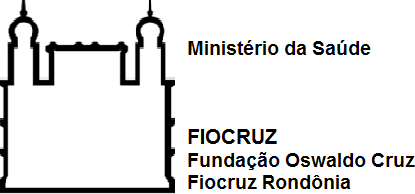 Ministério da Saúde
FIOCRUZ
Fundação Oswaldo Cruz
Fiocruz Rondônia